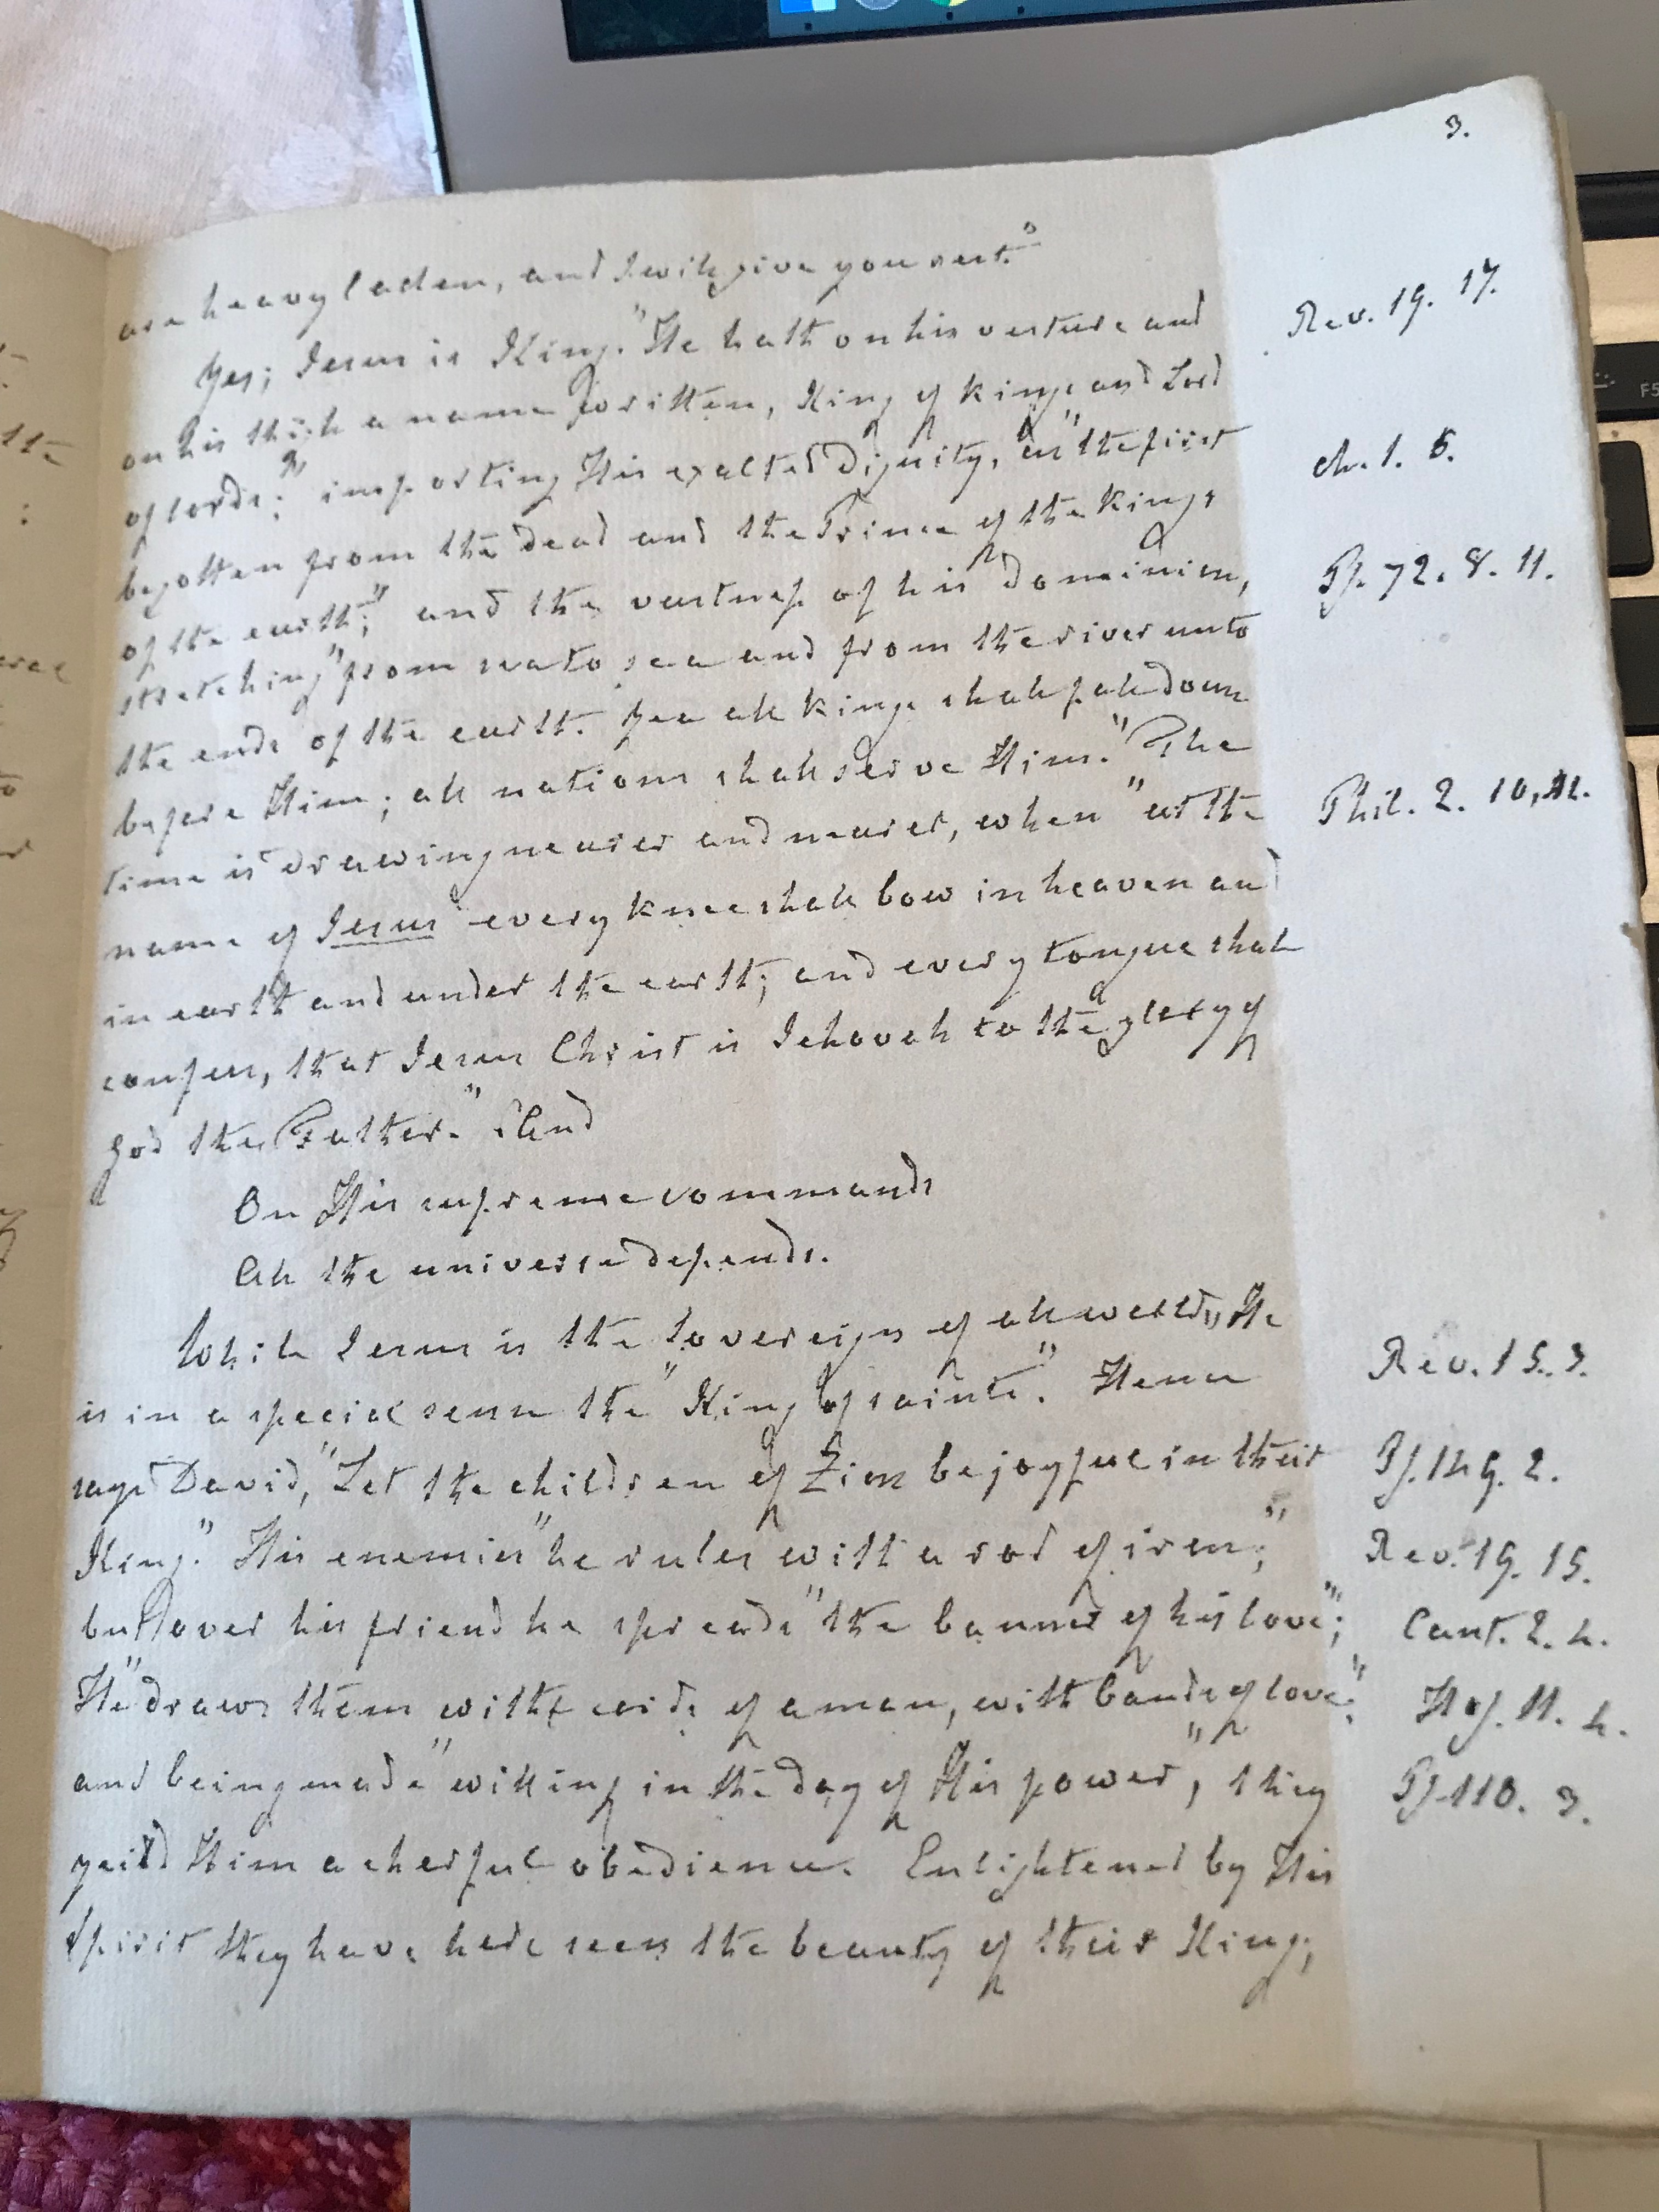 3.
are heavy laden, and I will give you rest."
Yes; Jesus is King. "He hath on his vesture and Rev. 19. 17.
on his thigh a name written, King of kings and Lord
of lords;" importing His exalted Dignity, as "the first ch. 1. 5.
begotten from the dead and the Prince of the Kings
of the earth;" and the vastness of his dominion, Ps. 72. 8. 11.
stretching "from sea to sea and from the river unto
the ends of the earth. Yea all kings shall fall down
before Him; all nations shall serve Him." The
time is drawing nearer and nearer, when "at the Phil. 2. 10, 11.
name of Jesus every knee shall bow in heaven and
in earth and under the earth; and every tongue shall
confess, that Jesus Christ is Jehovah to the glory of
God the Father." And
On His supreme commands
All the universe depends.
While Jesus is the Sovereign of all worlds, He
is in a special sense the "King of saints." Hence Rev. 15. 3.
says David, "Let the children of Zion be joyful in their Ps. 149. 2.
King." His enemies "he rules with a rod of iron;" Rev. 19. 15.
but over his friend he spreads "the banner of his love"; Cant. 2. 4.
He "draws them with cords of a man, with bands of love;" Hos. 11. 4.
and being made "willing in the day of His power", they Ps. 110. 3.
yeild Him a cherful obedience. Enlightened by His
Spirit they have here seen the beauty of their King;
F5